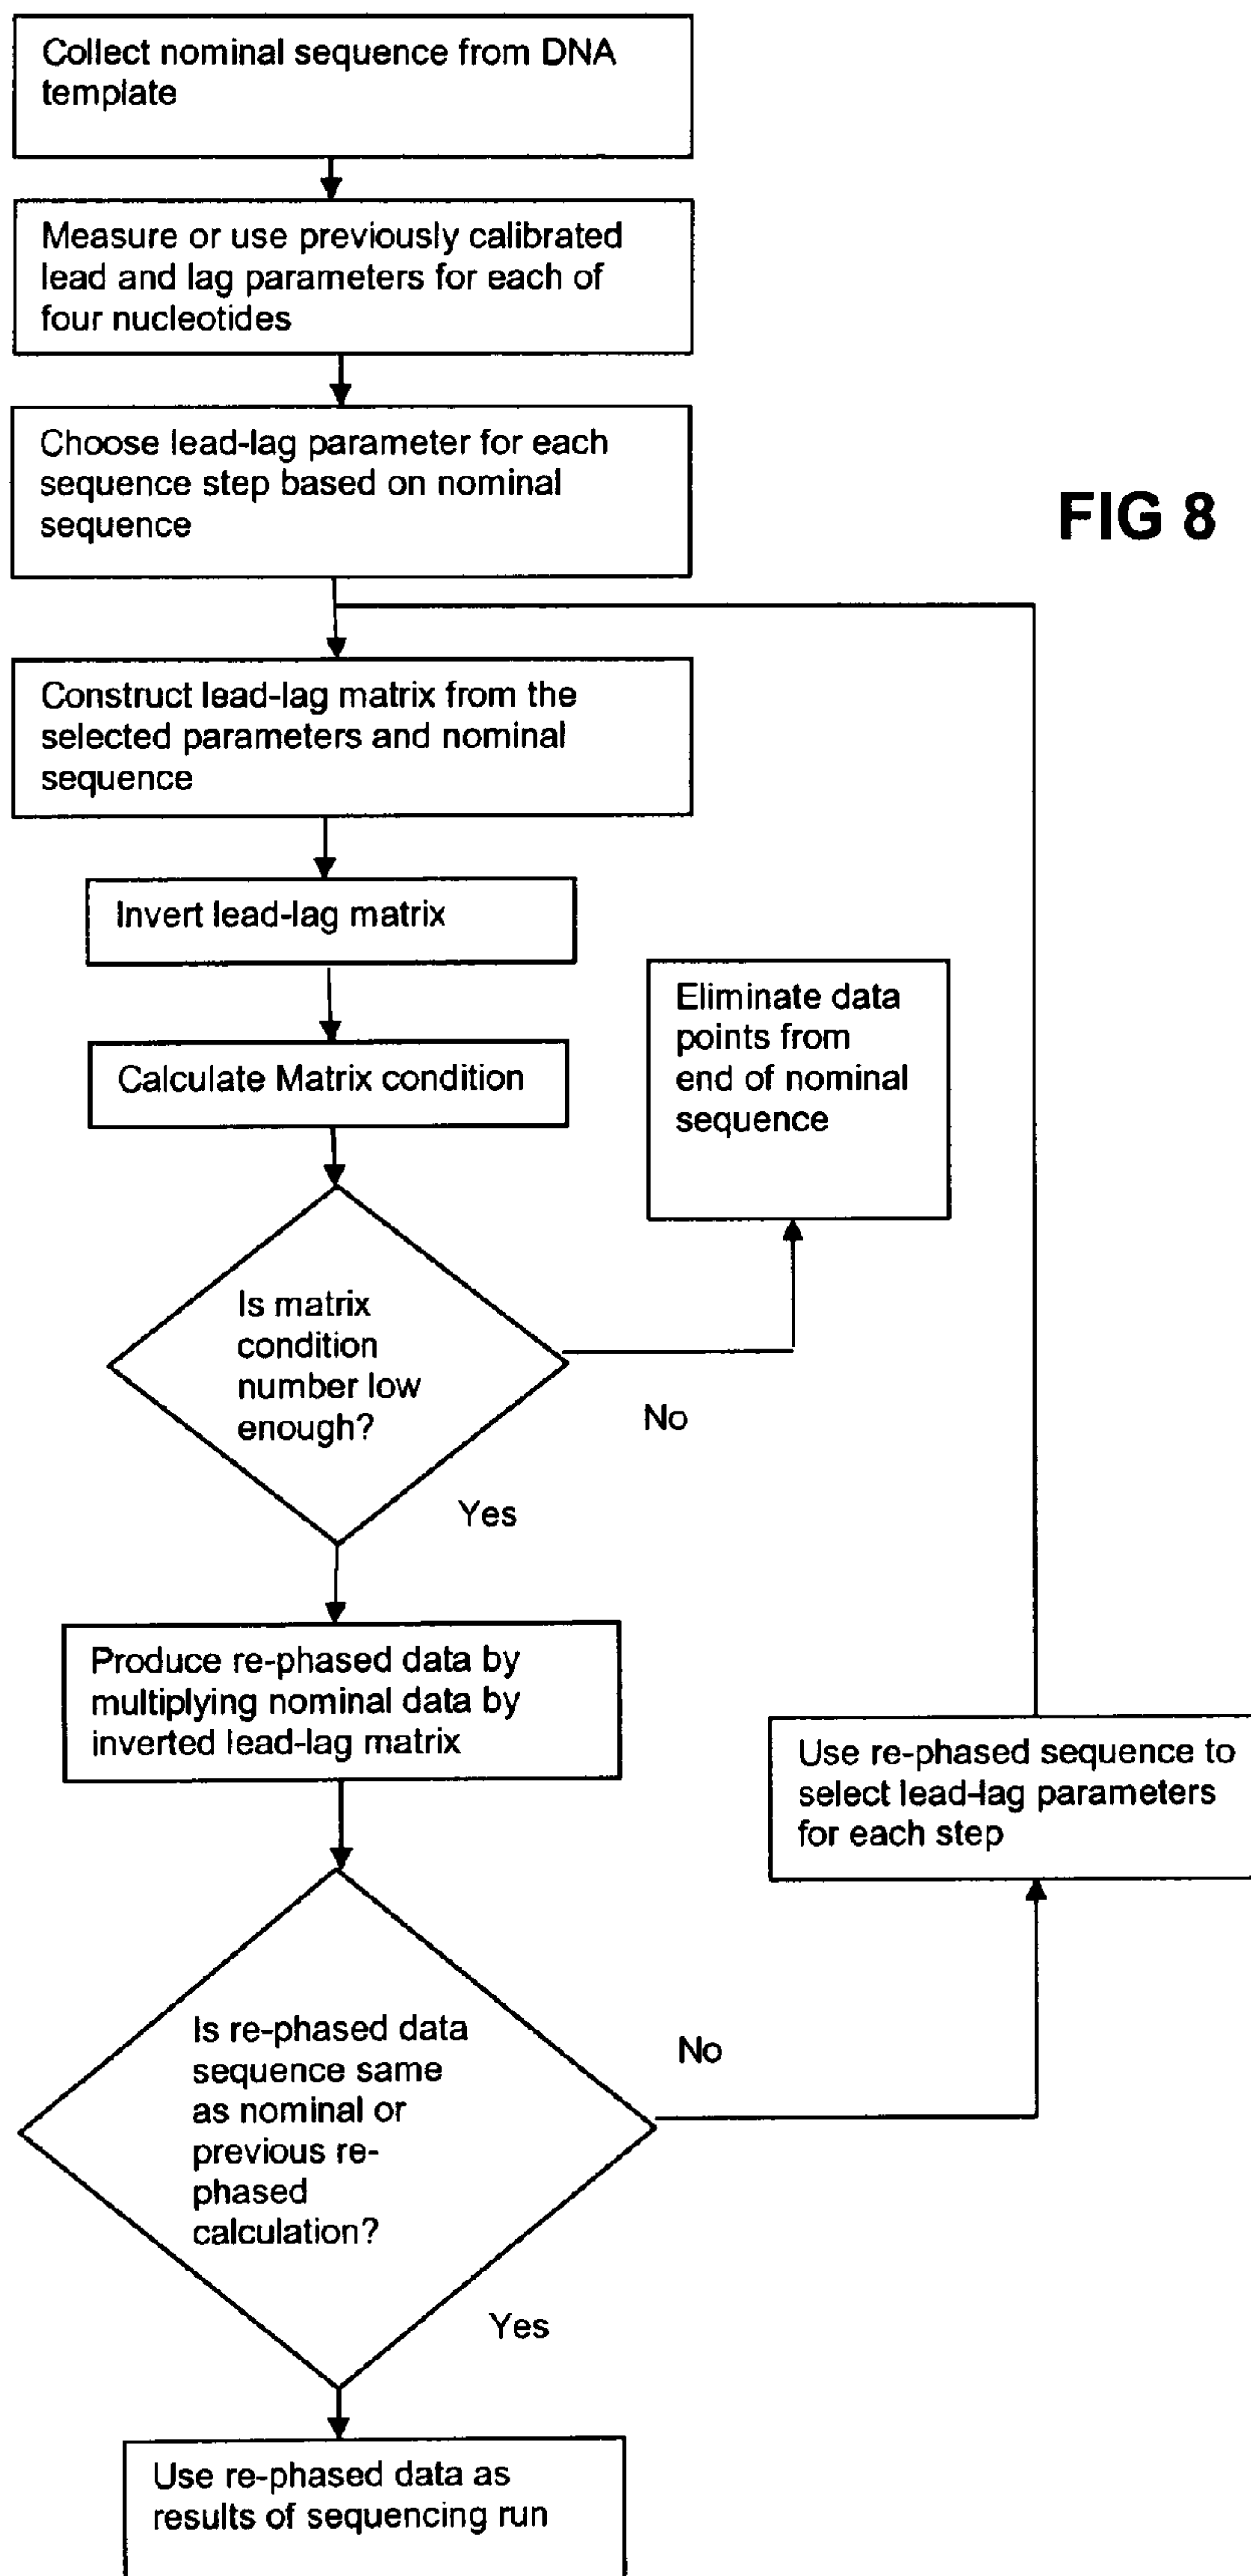 Collect nominal sequence from DNA
template
Measure or use previously calibrated
lead and lag parameters for each of
four nucleotides
Choose lead-lag parameter for each
sequence step based on nominal
sequence
FIG 8
Construct lead-lag matrix from the
selected parameters and nominal
sequence
Invert lead-lag matrix
Eliminate data
points from
end of nominal
sequence
Calculate Matrix condition
Is matrix
condition
number low
enough?
No
Yes
Produce re-phased data by
multiplying nominal data by
inverted lead-lag matrix
Use re-phased sequence to
select lead-lag parameters
for each step
Is re-phased data
sequence same
as nominal or
previous re-
phased
calculation?
No
Yes
Use re-phased data as
results of sequencing run